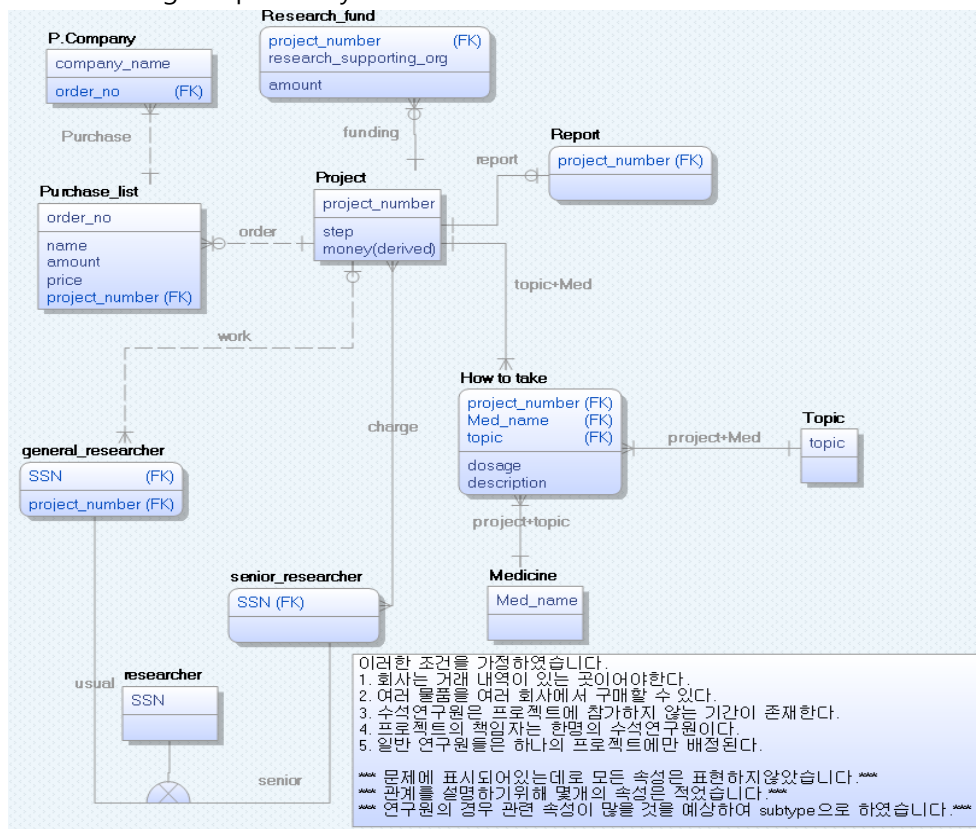 Research_fund
project_number (FK)
research_supporting_org
amount
P.Company
company_name
order_no (FK)
Purchase
funding
Report
project_number (FK)
report
Project
project_number
step
money(derived)
Purchase_list
order_no
name
amount
price
project_number (FK)
order
topic+Med
work
How to take
project_number (FK)
Med_name (FK)
topic (FK)
dosage
description
charge
project+Med
Topic
topic
general_researcher
SSN (FK)
project_number (FK)
project+topic
senior_researcher
SSN (FK)
Medicine
Med_name
usual
researcher
SSN
senior
이러한 조건을 가정하였습니다.
1. 회사는 거래 내역이 있는 곳이어야한다.
2. 여러 물품을 여러 회사에서 구매할 수 있다.
3. 수석연구원은 프로젝트에 참가하지 않는 기간이 존재한다.
4. 프로젝트의 책임자는 한명의 수석연구원이다.
5. 일반 연구원들은 하나의 프로젝트에만 배정된다.
*** 문제에 표시되어있는데로 모든 속성은 표현하지않았습니다.***
*** 관계를 설명하기위해 몇개의 속성은 적었습니다.***
*** 연구원의 경우 관련 속성이 많을 것을 예상하여 subtype으로 하였습니다.***